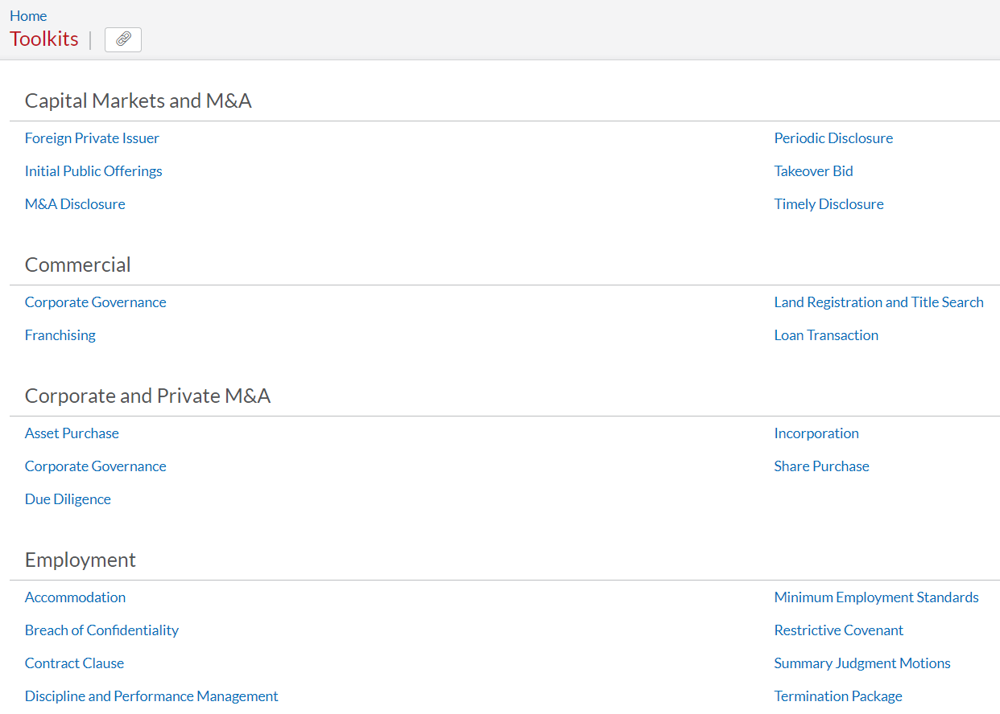 Home
Toolkits
Capital Markets and M&A
Foreign Private Issuer
Periodic Disclosure
Initial Public Offerings
Takeover Bid
M&A Disclosure
Timely Disclosure
Commercial
Corporate Governance
Land Registration and Title Search
Franchising
Loan Transaction
Corporate and Private M&A
Asset Purchase
Incorporation
Corporate Governance
Share Purchase
Due Diligence
Employment
Accommodation
Minimum Employment Standards
Breach of Confidentiality
Restrictive Covenant
Contract Clause
Summary Judgment Motions
Discipline and Performance Management
Termination Package